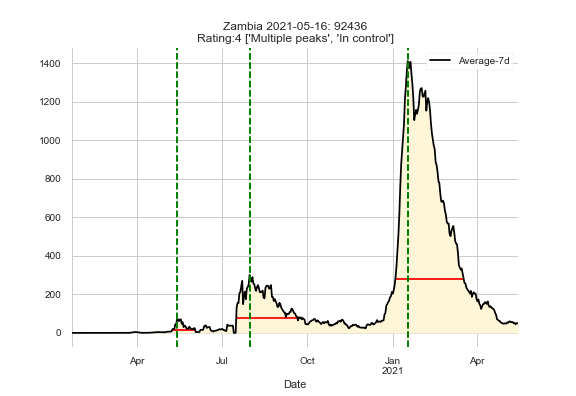 Zambia 2021-05-16: 92436
Rating:4 ['Multiple peaks', 'In control']
Average-7d
1400
1200
1000
800
600
400
200
0
Apr
Jul
Oct
Jan
2021
Apr
Date